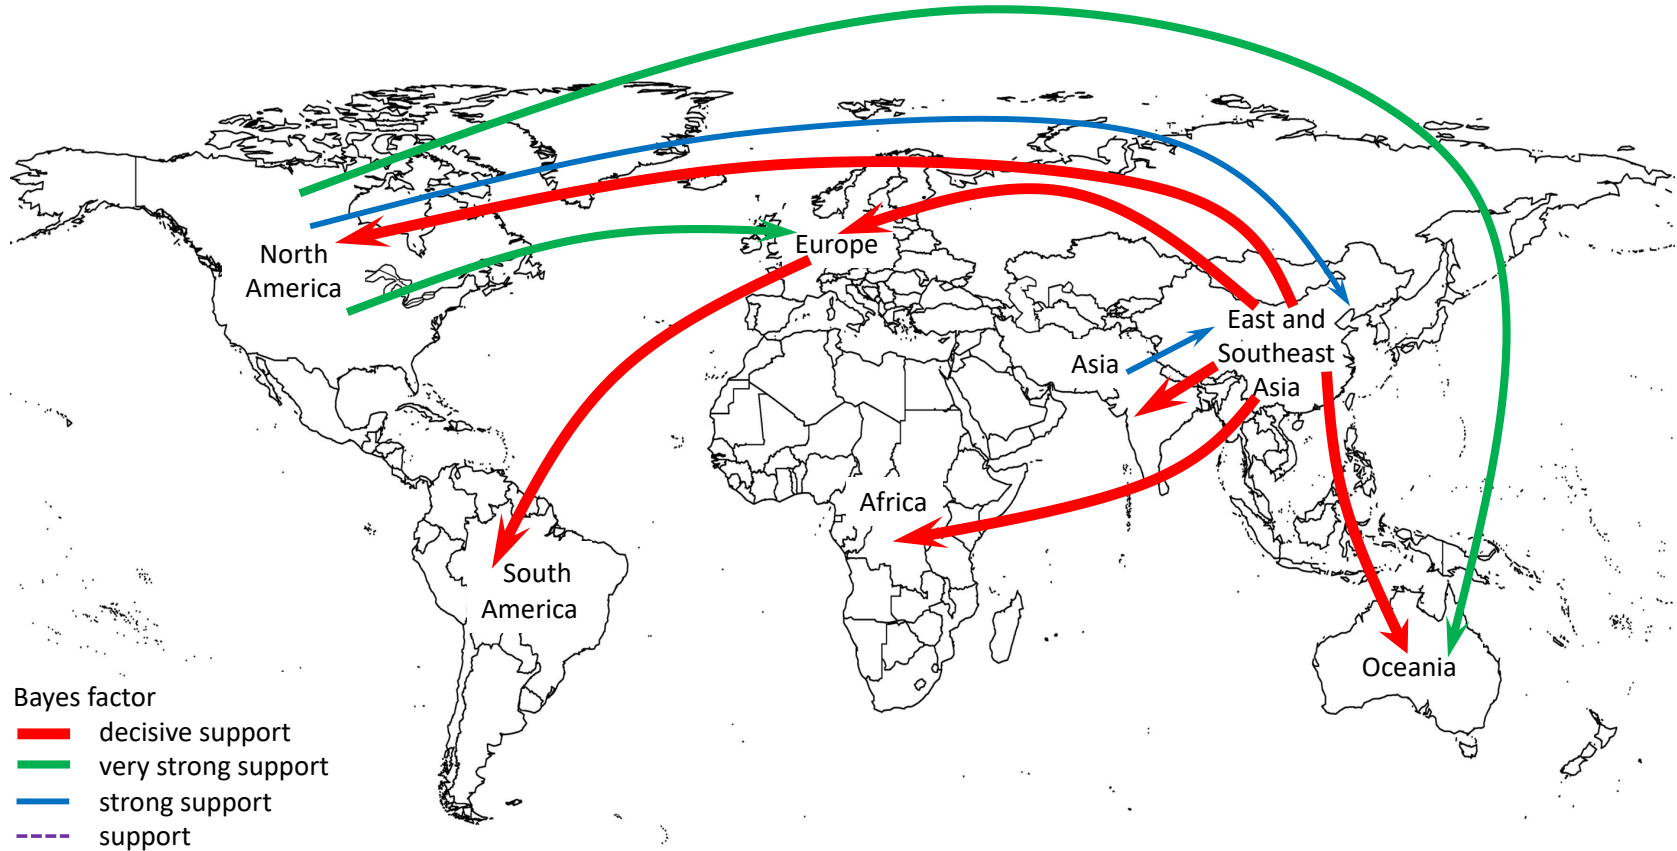 North
America
Europe
East and
Southeast
Asia
Asia
Africa
South
America
Oceania
Bayes factor
decisive support
very strong support
strong support
support